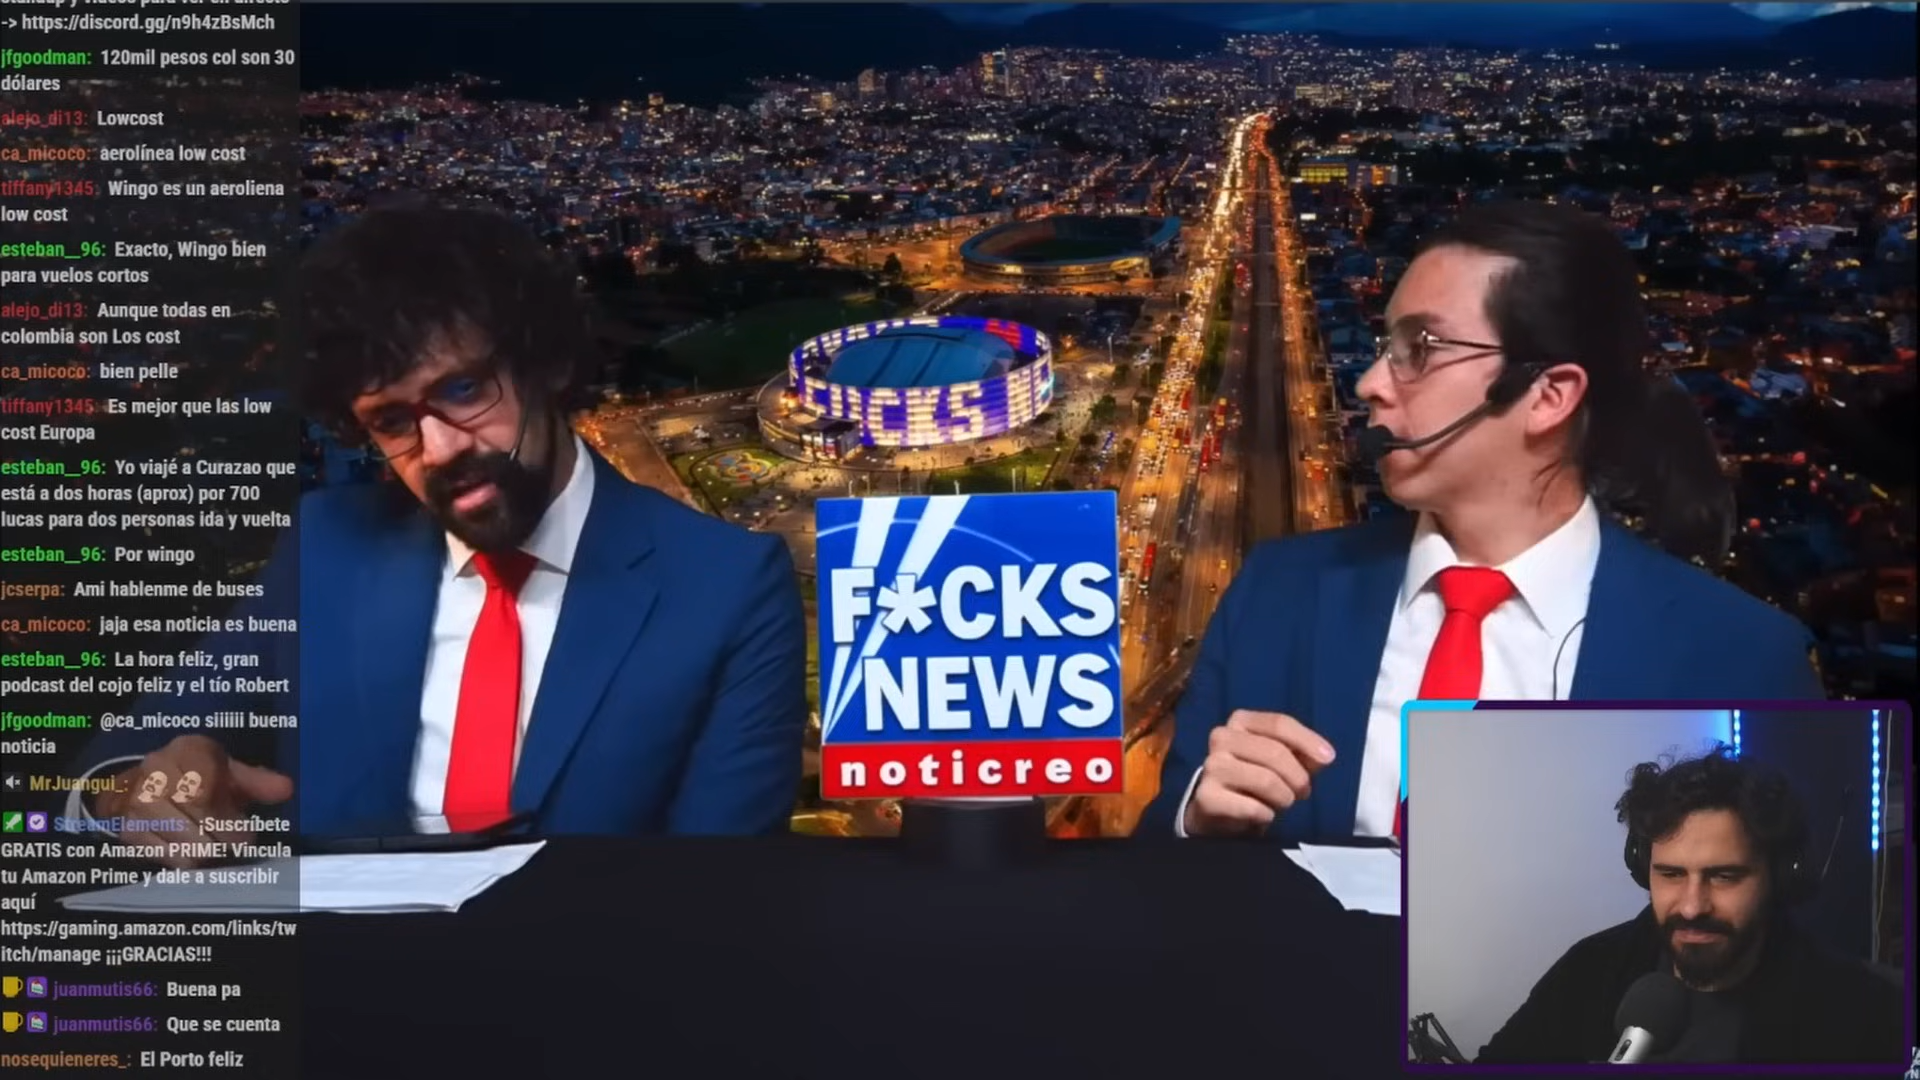 standup y videos para ver en directo
-> https://discord.gg/n9h4zBsMch
jfgoodman: 120mil pesos col son 30
dólares
alejo_di13: Lowcost
ca_micoco: aerolínea low cost
tiffany1345: Wingo es un aeroliena
low cost
esteban__96: Exacto, Wingo bien
para vuelos cortos
alejo_di13: Aunque todas en
colombia son Los cost
ca_micoco: bien pelle
tiffany1345: Es mejor que las low
cost Europa
esteban__96: Yo viajé a Curazao que
está a dos horas (aprox) por 700
lucas para dos personas ida y vuelta
esteban__96: Por wingo
jcserpa: Ami hablenme de buses
ca_micoco: jaja esa noticia es buena
esteban__96: La hora feliz, gran
podcast del cojo feliz y el tío Robert
jfgoodman: @ca_micoco siiiiii buena
noticia
MrJuangui_:
StreamElements: ¡Suscríbete
GRATIS con Amazon PRIME! Vincula
tu Amazon Prime y dale a suscribir
aquí
https://gaming.amazon.com/links/tw
itch/manage ¡¡¡GRACIAS!!!
juanmutis66: Buena pa
juanmutis66: Que se cuenta
nosequieneres_: El Porto feliz
F*CKS
NEWS
noticreo